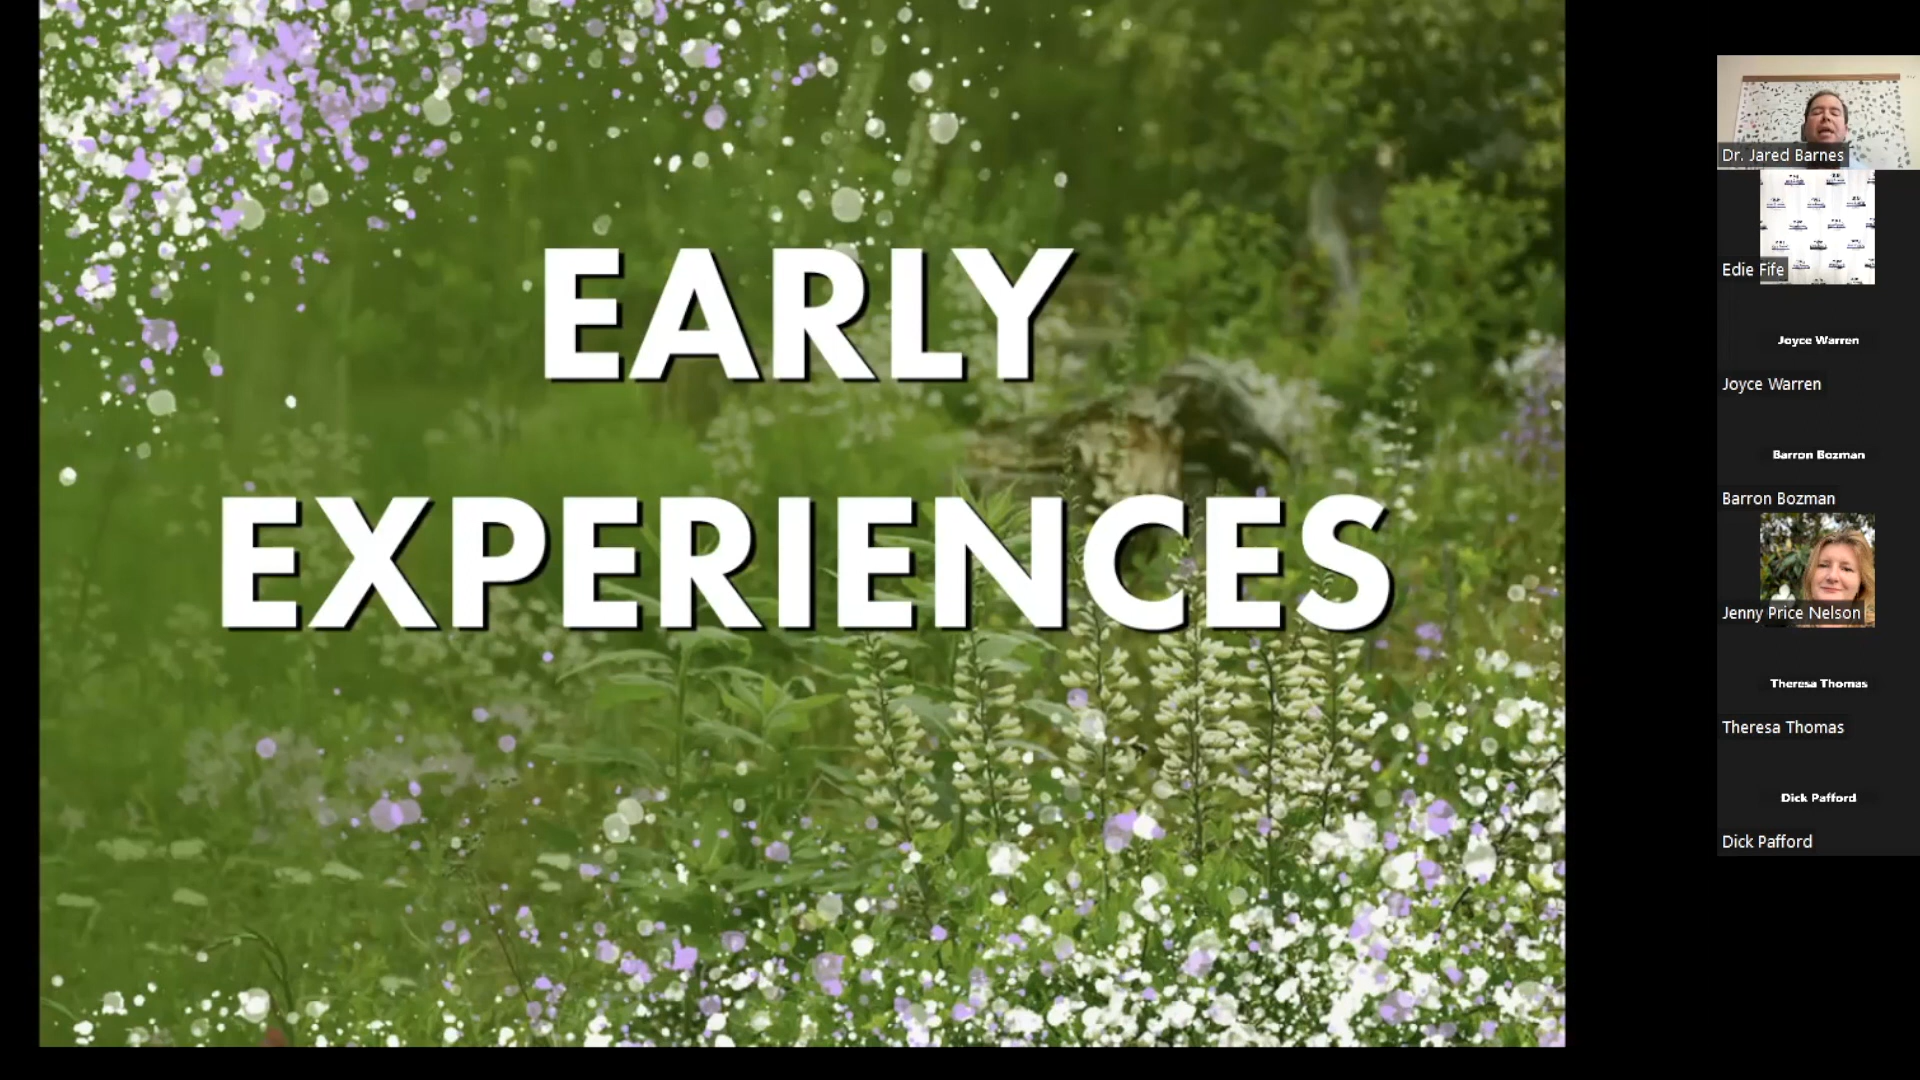 EARLY
EXPERIENCES
Dr. Jared Barnes
Edie Fife
Joyce Warren
Joyce Warren
Barron Bozman
Barron Bozman
Jenny Price Nelson
Theresa Thomas
Theresa Thomas
Dick Pafford
Dick Pafford